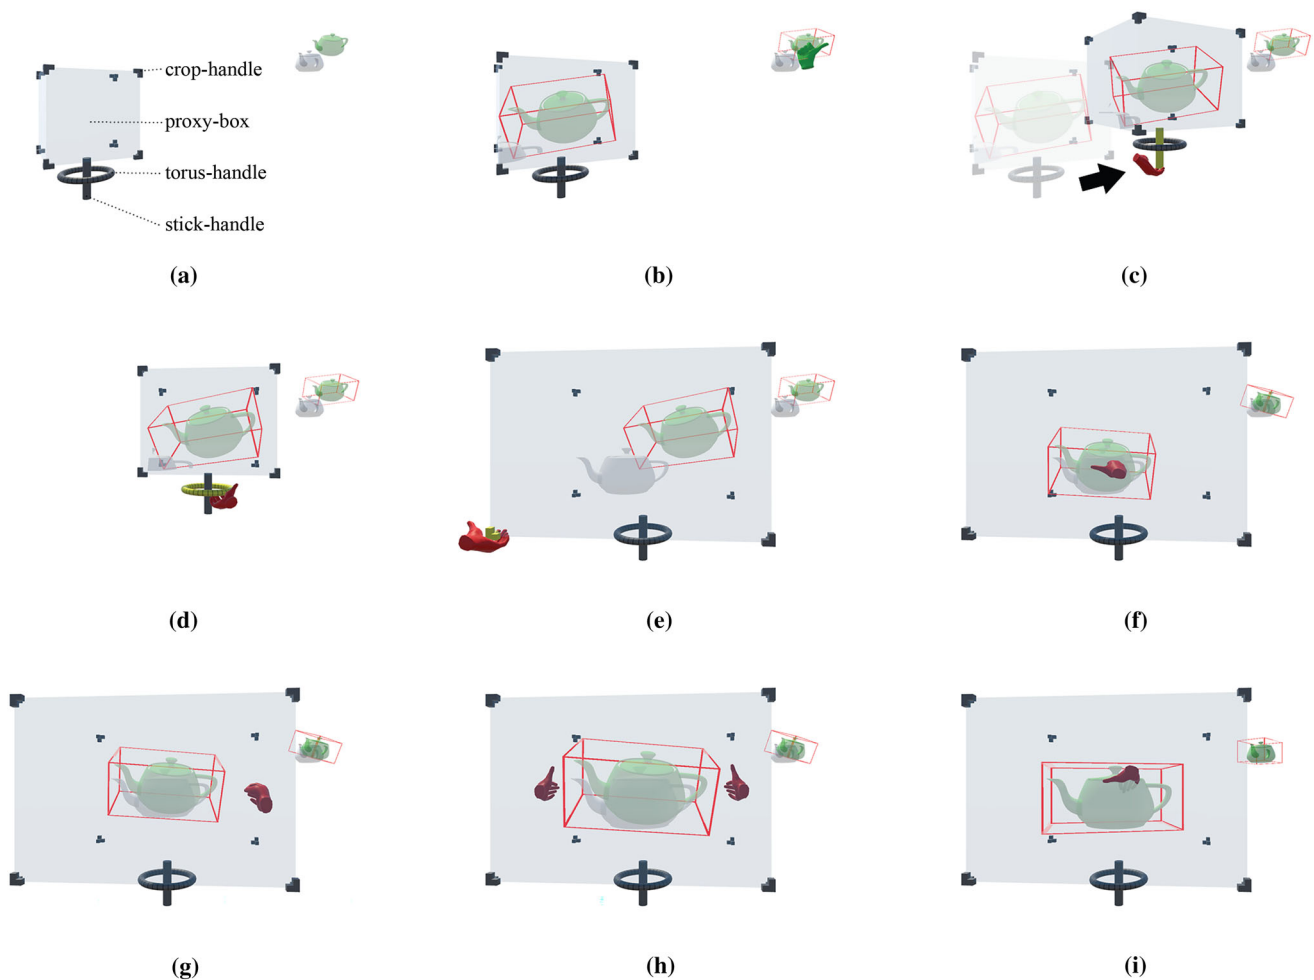 crop-handle
proxy-box
torus-handle
stick-handle
(a)
(b)
(c)
(d)
(e)
(f)
(g)
(h)
(i)